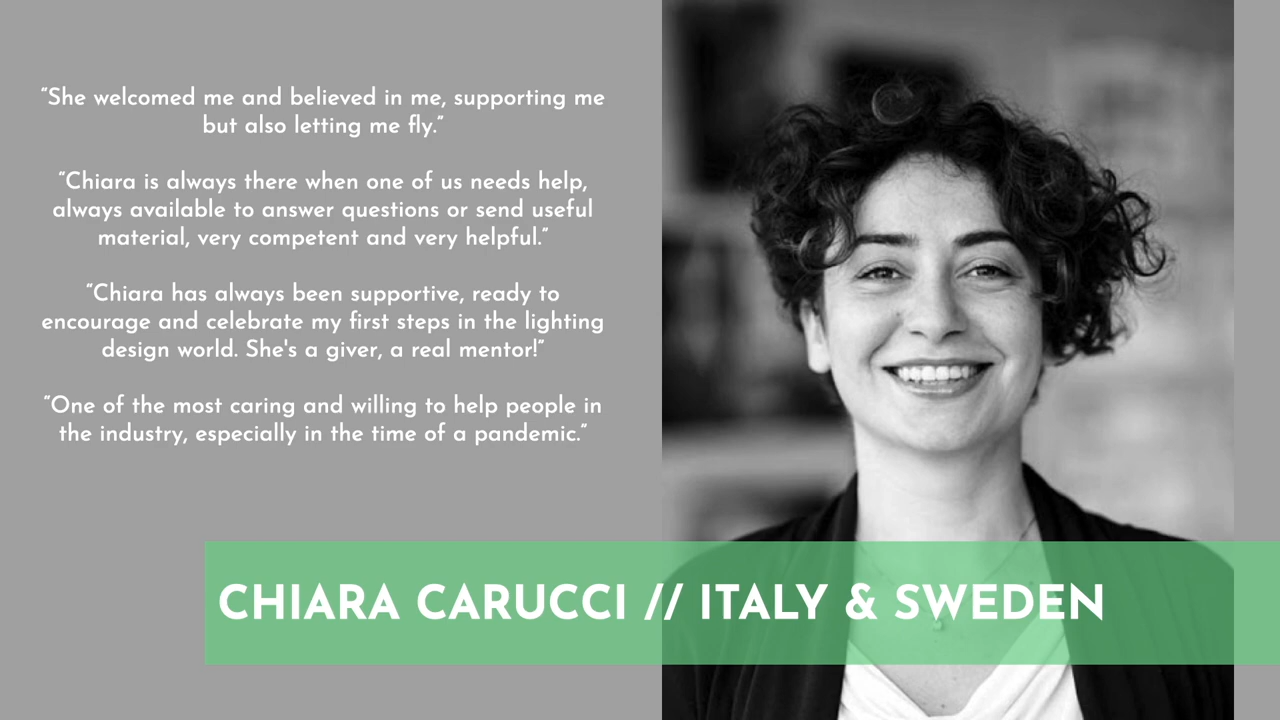 "She welcomed me and believed in me, supporting me
but also letting me fly."
"Chiara is always there when one of us needs help,
always available to answer questions or send useful
material, very competent and very helpful."
"Chiara has always been supportive, ready to
encourage and celebrate my first steps in the lighting
design world. She's a giver, a real mentor!"
"One of the most caring and willing to help people in
the industry, especially in the time of a pandemic."
CHIARA CARUCCI // ITALY & SWEDEN